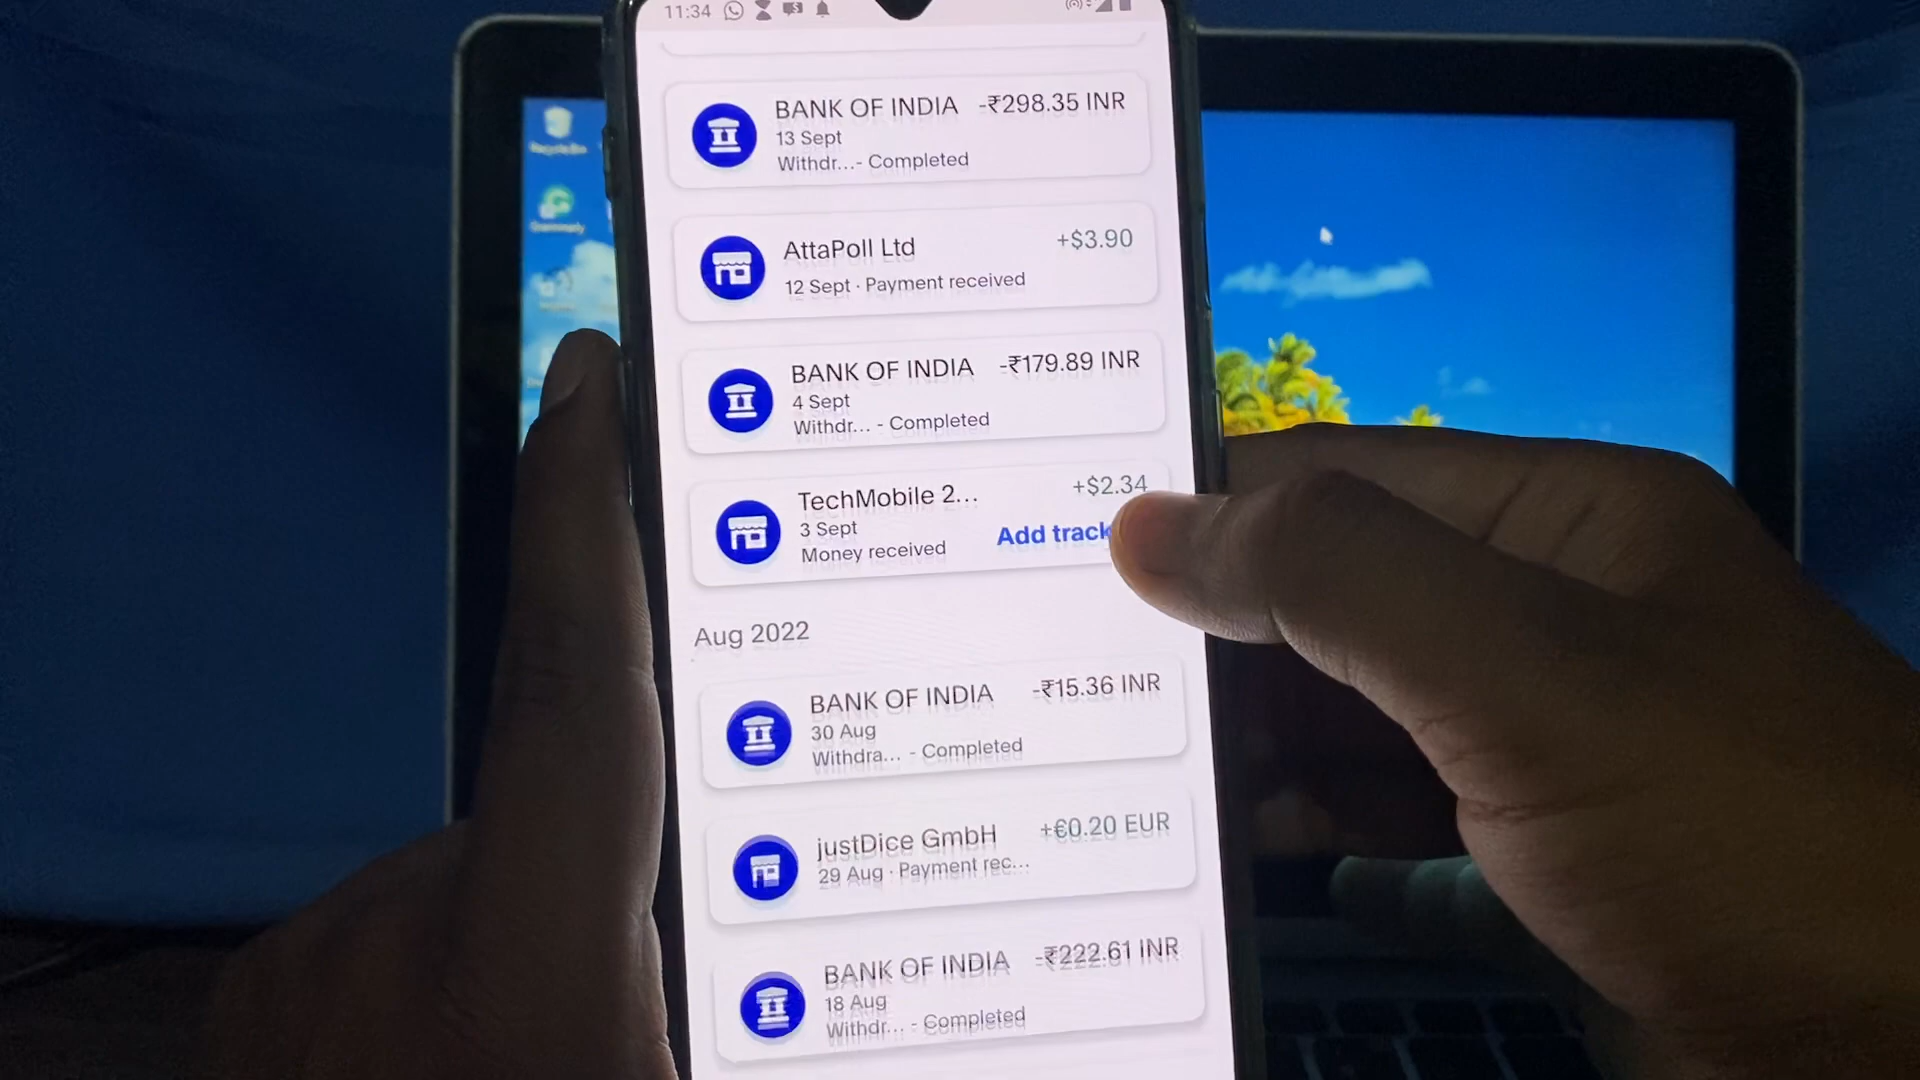 11:34
BANK OF INDIA -₹298.35 INR
13 Sept
Withdr...- Completed
AttaPoll Ltd +$3.90
12 Sept · Payment received
BANK OF INDIA -₹179.89 INR
4 Sept
Withdr... - Completed
TechMobile 2... +$2.34
3 Sept
Add track
Money received
Aug 2022
BANK OF INDIA -₹15.36 INR
30 Aug
Withdra... - Completed
justDice GmbH +€0.20 EUR
29 Aug · Payment rec...
BANK OF INDIA -₹222.61 INR
18 Aug
Withdr... - Completed
Recycle Bin
Grammarly